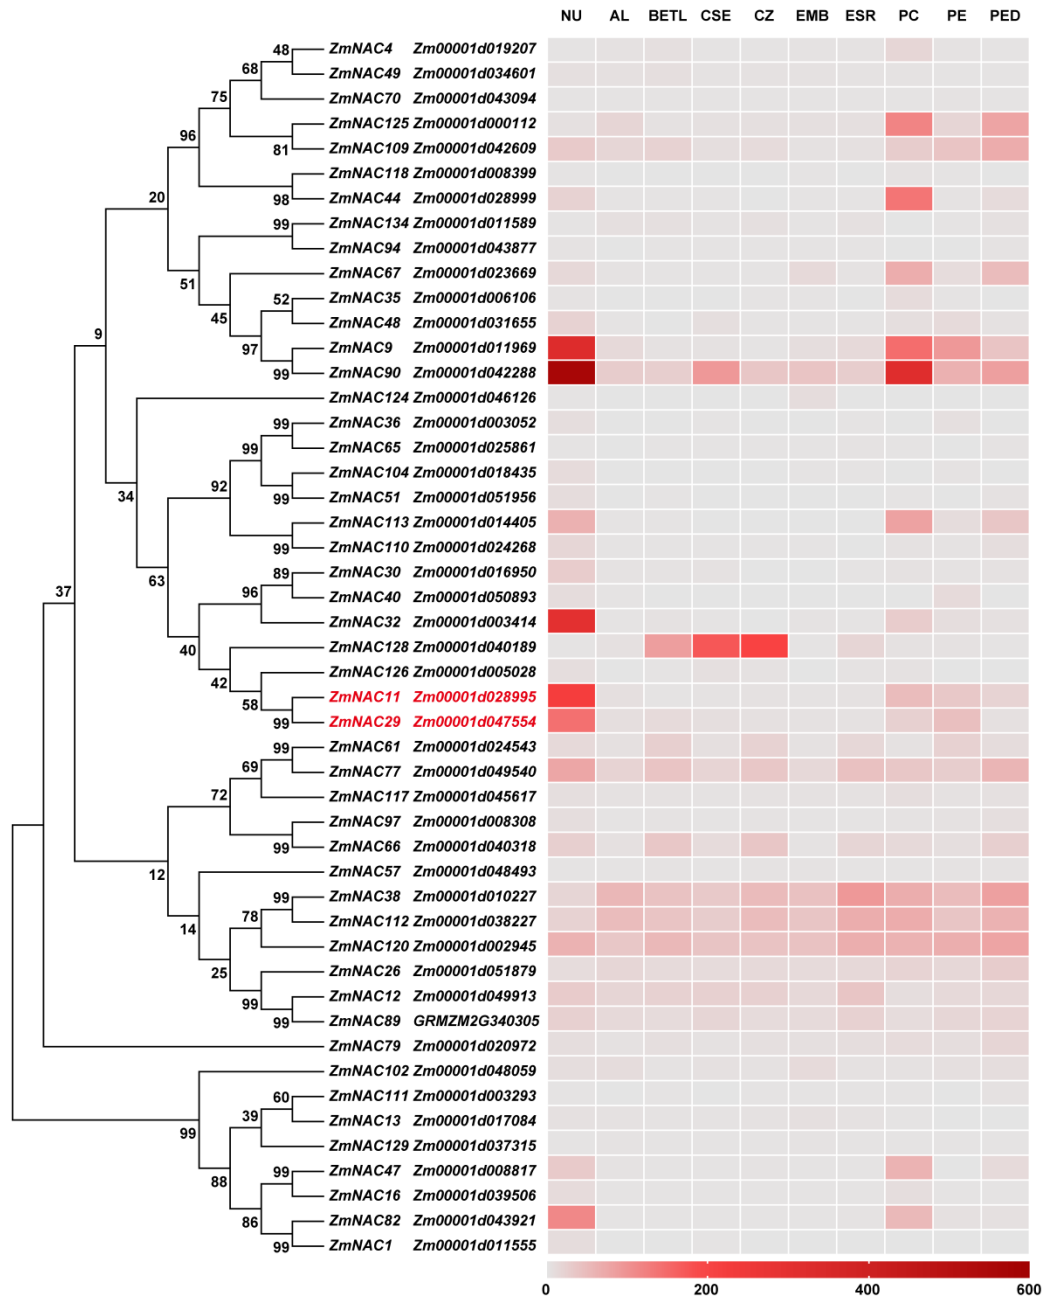 NU AL BETL CSE CZ EMB ESR PC PE PED
48 ZmNAC4 Zm00001d019207
68 ZmNAC49 Zm00001d034601
75 ZmNAC70 Zm00001d043094
96 ZmNAC125 Zm00001d000112
81 ZmNAC109 Zm00001d042609
ZmNAC118 Zm00001d008399
20 98 ZmNAC44 Zm00001d028999
99 ZmNAC134 Zm00001d011589
ZmNAC94 Zm00001d043877
51 ZmNAC67 Zm00001d023669
52 ZmNAC35 Zm00001d006106
45 ZmNAC48 Zm00001d031655
9 97 ZmNAC9 Zm00001d011969
99 ZmNAC90 Zm00001d042288
ZmNAC124 Zm00001d046126
99 ZmNAC36 Zm00001d003052
99 ZmNAC65 Zm00001d025861
ZmNAC104 Zm00001d018435
34 92 99 ZmNAC51 Zm00001d051956
ZmNAC113 Zm00001d014405
99 ZmNAC110 Zm00001d024268
63 89 ZmNAC30 Zm00001d016950
37 96 ZmNAC40 Zm00001d050893
ZmNAC32 Zm00001d003414
40 ZmNAC128 Zm00001d040189
42 ZmNAC126 Zm00001d005028
58 ZmNAC11 Zm00001d028995
99 ZmNAC29 Zm00001d047554
99 ZmNAC61 Zm00001d024543
69 ZmNAC77 Zm00001d049540
72 ZmNAC117 Zm00001d045617
ZmNAC97 Zm00001d008308
99 ZmNAC66 Zm00001d040318
12 ZmNAC57 Zm00001d048493
99 ZmNAC38 Zm00001d010227
14 78 ZmNAC112 Zm00001d038227
ZmNAC120 Zm00001d002945
25 ZmNAC26 Zm00001d051879
99 ZmNAC12 Zm00001d049913
99 ZmNAC89 GRMZM2G340305
ZmNAC79 Zm00001d020972
ZmNAC102 Zm00001d048059
60 ZmNAC111 Zm00001d003293
99 39 ZmNAC13 Zm00001d017084
ZmNAC129 Zm00001d037315
88 99 ZmNAC47 Zm00001d008817
ZmNAC16 Zm00001d039506
86 ZmNAC82 Zm00001d043921
99 ZmNAC1 Zm00001d011555
0 200 400 600